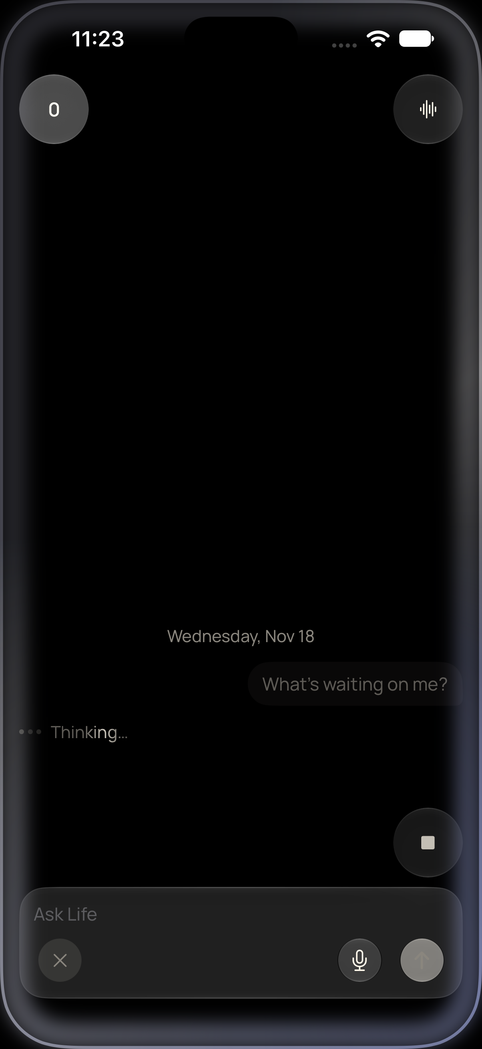 11:23
0
Wednesday, Nov 18
What's waiting on me?
Thinking...
Ask Life